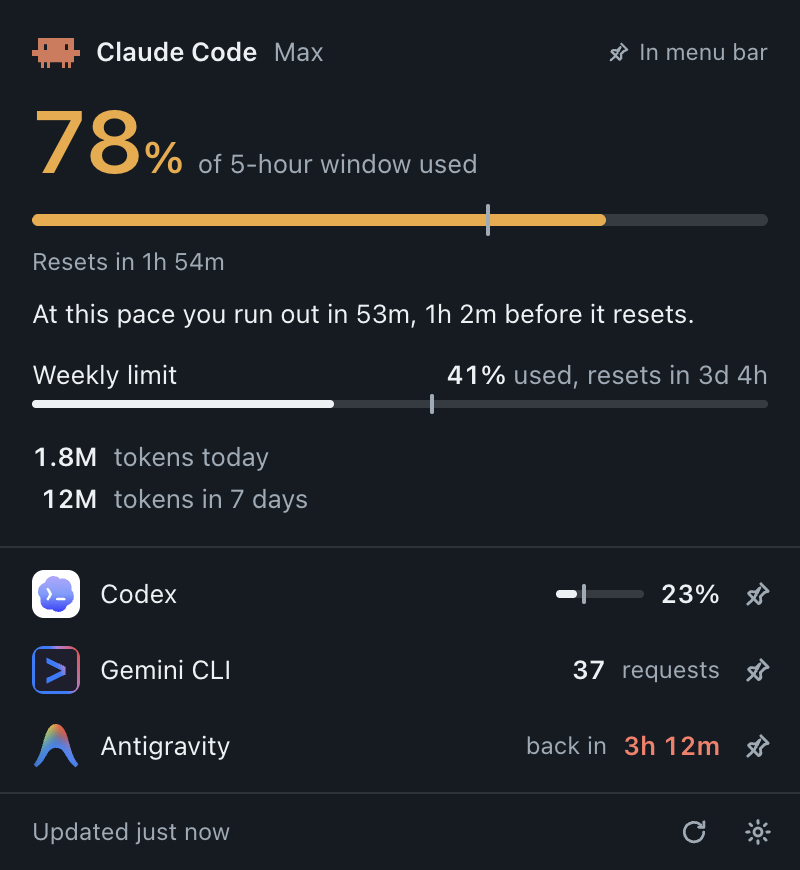 Claude Code Max In menu bar
78% of 5-hour window used
Resets in 1h 54m
At this pace you run out in 53m, 1h 2m before it resets.
Weekly limit 41% used, resets in 3d 4h
1.8M tokens today
12M tokens in 7 days
Codex 23%
Gemini CLI 37 requests
Antigravity back in 3h 12m
Updated just now